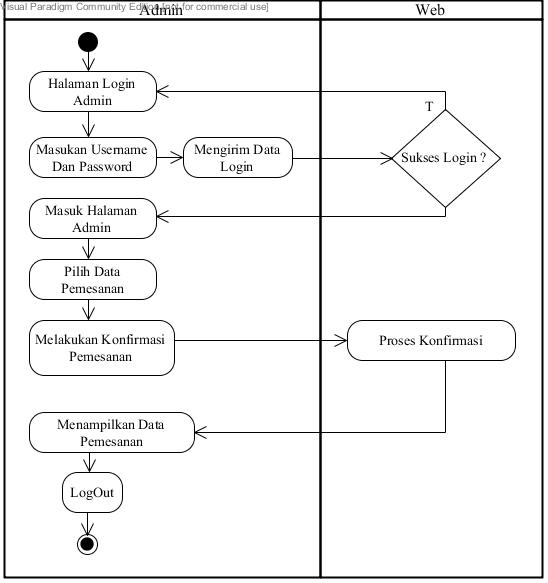 Visual Paradigm Community Edition [not for commercial use]
Admin
Web
Halaman Login
Admin
T
Masukan Username
Dan Password
Mengirim Data
Login
Sukses Login ?
Masuk Halaman
Admin
Pilih Data
Pemesanan
Melakukan Konfirmasi
Pemesanan
Proses Konfirmasi
Menampilkan Data
Pemesanan
LogOut